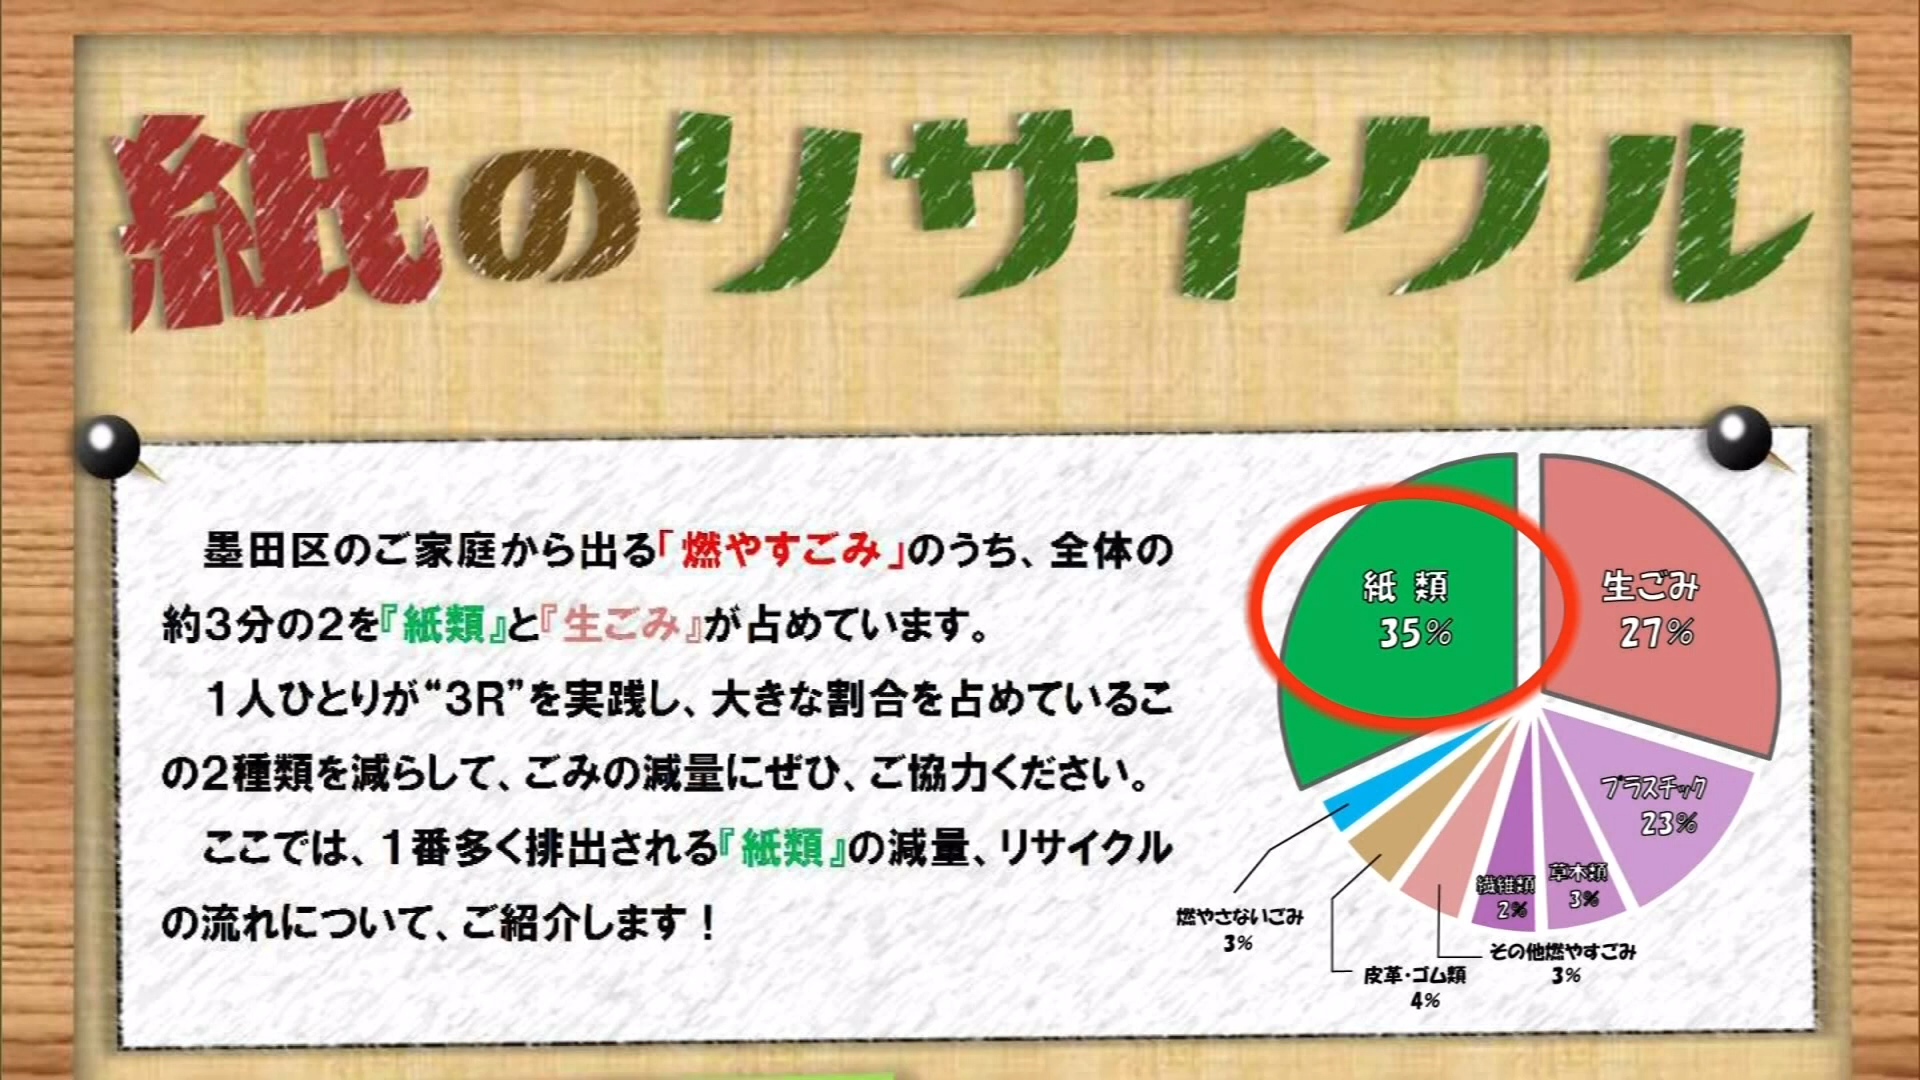 紙のリサイクル
墨田区のご家庭から出る「燃やすごみ」のうち、全体の
約３分の２を『紙類』と『生ごみ』が占めています。
１人ひとりが“３Ｒ”を実践し、大きな割合を占めているこ
の２種類を減らして、ごみの減量にぜひ、ご協力ください。
ここでは、１番多く排出される『紙類』の減量、リサイクル
の流れについて、ご紹介します！
紙 類
35%
生ごみ
27%
プラスチック
23%
草木類
3%
繊維類
2%
その他燃やすごみ
3%
皮革・ゴム類
4%
燃やさないごみ
3%